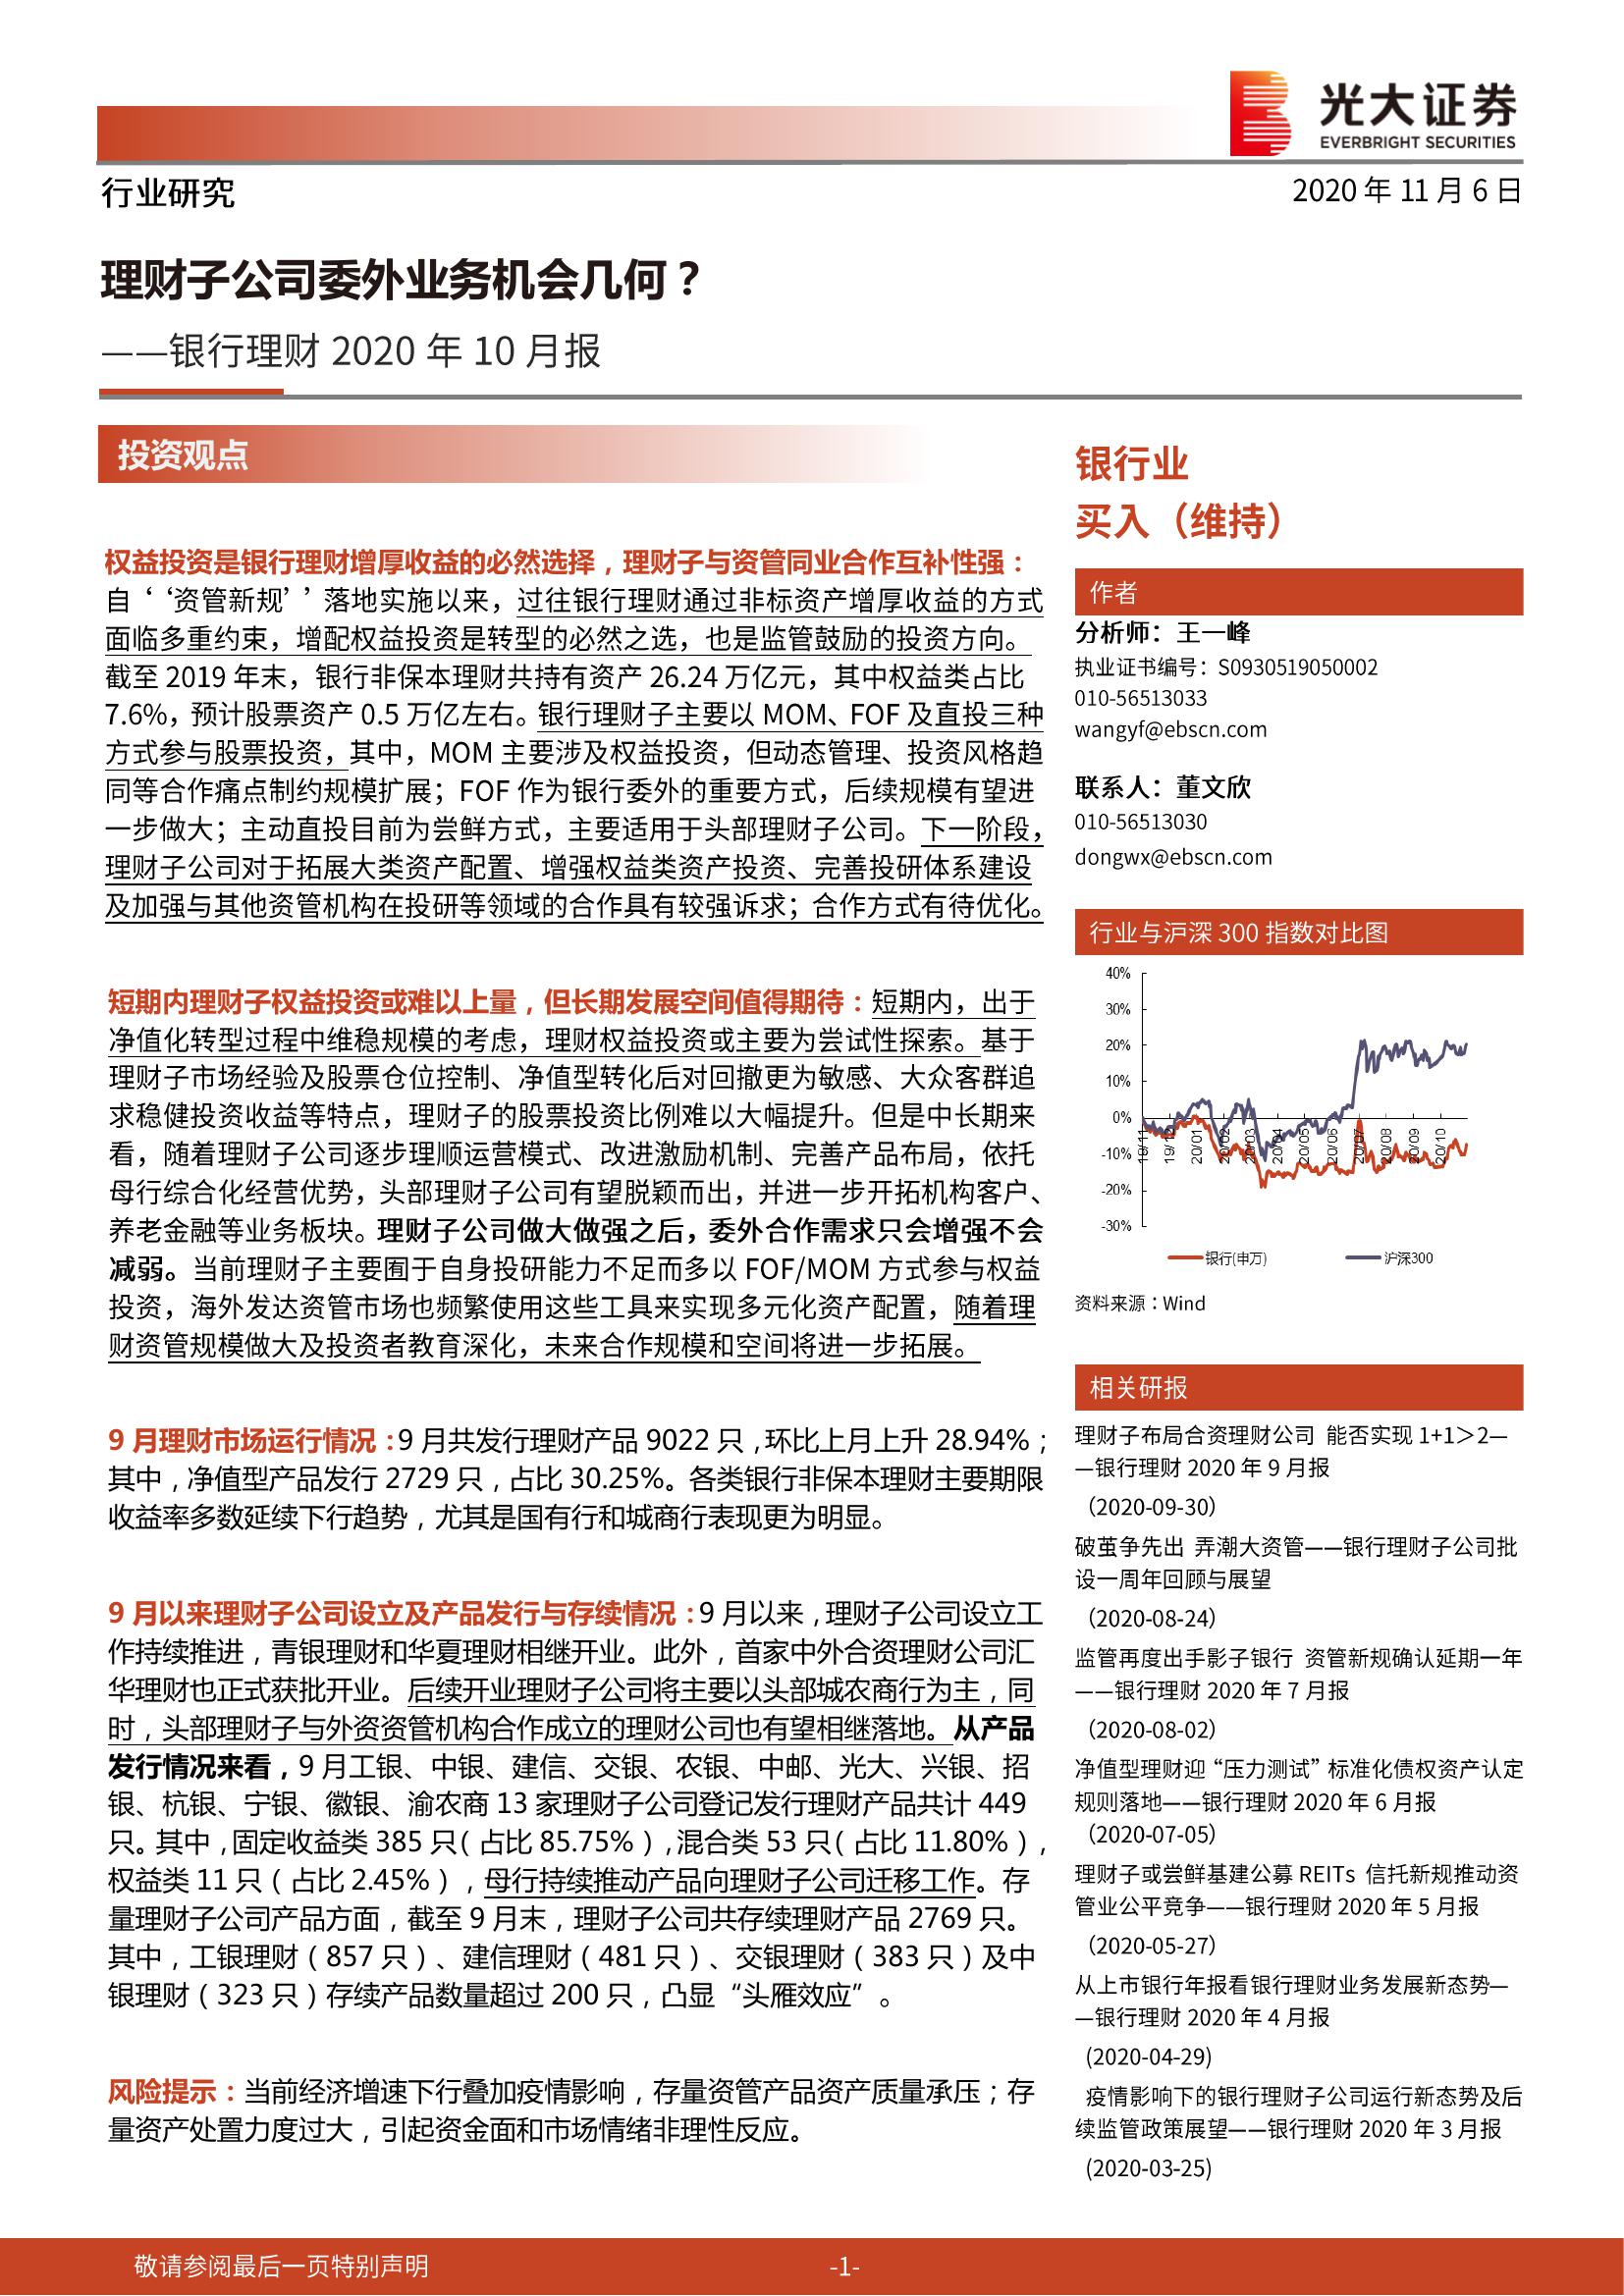 光大证券
EVERBRIGHT SECURITIES
行业研究
2020 年 11 月 6 日
理财子公司委外业务机会几何？
——银行理财 2020 年 10 月报
投资观点
权益投资是银行理财增厚收益的必然选择，理财子与资管同业合作互补性强：
自‘‘资管新规’’落地实施以来，过往银行理财通过非标资产增厚收益的方式
面临多重约束，增配权益投资是转型的必然之选，也是监管鼓励的投资方向。
截至 2019 年末，银行非保本理财共持有资产 26.24 万亿元，其中权益类占比
7.6%，预计股票资产 0.5 万亿左右。银行理财子主要以 MOM、FOF 及直投三种
方式参与股票投资，其中，MOM 主要涉及权益投资，但动态管理、投资风格趋
同等合作痛点制约规模扩展；FOF 作为银行委外的重要方式，后续规模有望进
一步做大；主动直投目前为尝鲜方式，主要适用于头部理财子公司。下一阶段，
理财子公司对于拓展大类资产配置、增强权益类资产投资、完善投研体系建设
及加强与其他资管机构在投研等领域的合作具有较强诉求；合作方式有待优化。
短期内理财子权益投资或难以上量，但长期发展空间值得期待：短期内，出于
净值化转型过程中维稳规模的考虑，理财权益投资或主要为尝试性探索。基于
理财子市场经验及股票仓位控制、净值型转化后对回撤更为敏感、大众客群追
求稳健投资收益等特点，理财子的股票投资比例难以大幅提升。但是中长期来
看，随着理财子公司逐步理顺运营模式、改进激励机制、完善产品布局，依托
母行综合化经营优势，头部理财子公司有望脱颖而出，并进一步开拓机构客户、
养老金融等业务板块。理财子公司做大做强之后，委外合作需求只会增强不会
减弱。当前理财子主要囿于自身投研能力不足而多以 FOF/MOM 方式参与权益
投资，海外发达资管市场也频繁使用这些工具来实现多元化资产配置，随着理
财资管规模做大及投资者教育深化，未来合作规模和空间将进一步拓展。
9 月理财市场运行情况：9 月共发行理财产品 9022 只，环比上月上升 28.94%；
其中，净值型产品发行 2729 只，占比 30.25%。各类银行非保本理财主要期限
收益率多数延续下行趋势，尤其是国有行和城商行表现更为明显。
9 月以来理财子公司设立及产品发行与存续情况：9 月以来，理财子公司设立工
作持续推进，青银理财和华夏理财相继开业。此外，首家中外合资理财公司汇
华理财也正式获批开业。后续开业理财子公司将主要以头部城农商行为主，同
时，头部理财子与外资资管机构合作成立的理财公司也有望相继落地。从产品
发行情况来看，9 月工银、中银、建信、交银、农银、中邮、光大、兴银、招
银、杭银、宁银、徽银、渝农商 13 家理财子公司登记发行理财产品共计 449
只。其中，固定收益类 385 只（占比 85.75%），混合类 53 只（占比 11.80%），
权益类 11 只（占比 2.45%），母行持续推动产品向理财子公司迁移工作。存
量理财子公司产品方面，截至 9 月末，理财子公司共存续理财产品 2769 只。
其中，工银理财（857 只）、建信理财（481 只）、交银理财（383 只）及中
银理财（323 只）存续产品数量超过 200 只，凸显“头雁效应”。
风险提示：当前经济增速下行叠加疫情影响，存量资管产品资产质量承压；存
量资产处置力度过大，引起资金面和市场情绪非理性反应。
银行业
买入（维持）
作者
分析师：王一峰
执业证书编号：S0930519050002
010-56513033
wangyf@ebscn.com
联系人：董文欣
010-56513030
dongwx@ebscn.com
行业与沪深 300 指数对比图
40%
30%
20%
10%
0%
-10%
-20%
-30%
19/11 19/12 20/01 20/02 20/03 20/04 20/05 20/06 20/07 20/08 20/09 20/10
银行(申万) 沪深300
资料来源：Wind
相关研报
理财子布局合资理财公司 能否实现 1+1＞2—
—银行理财 2020 年 9 月报
（2020-09-30）
破茧争先出 弄潮大资管——银行理财子公司批
设一周年回顾与展望
（2020-08-24）
监管再度出手影子银行 资管新规确认延期一年
——银行理财 2020 年 7 月报
（2020-08-02）
净值型理财迎“压力测试”标准化债权资产认定
规则落地——银行理财 2020 年 6 月报
（2020-07-05）
理财子或尝鲜基建公募 REITs 信托新规推动资
管业公平竞争——银行理财 2020 年 5 月报
（2020-05-27）
从上市银行年报看银行理财业务发展新态势—
—银行理财 2020 年 4 月报
(2020-04-29)
疫情影响下的银行理财子公司运行新态势及后
续监管政策展望——银行理财 2020 年 3 月报
(2020-03-25)
敬请参阅最后一页特别声明
-1-